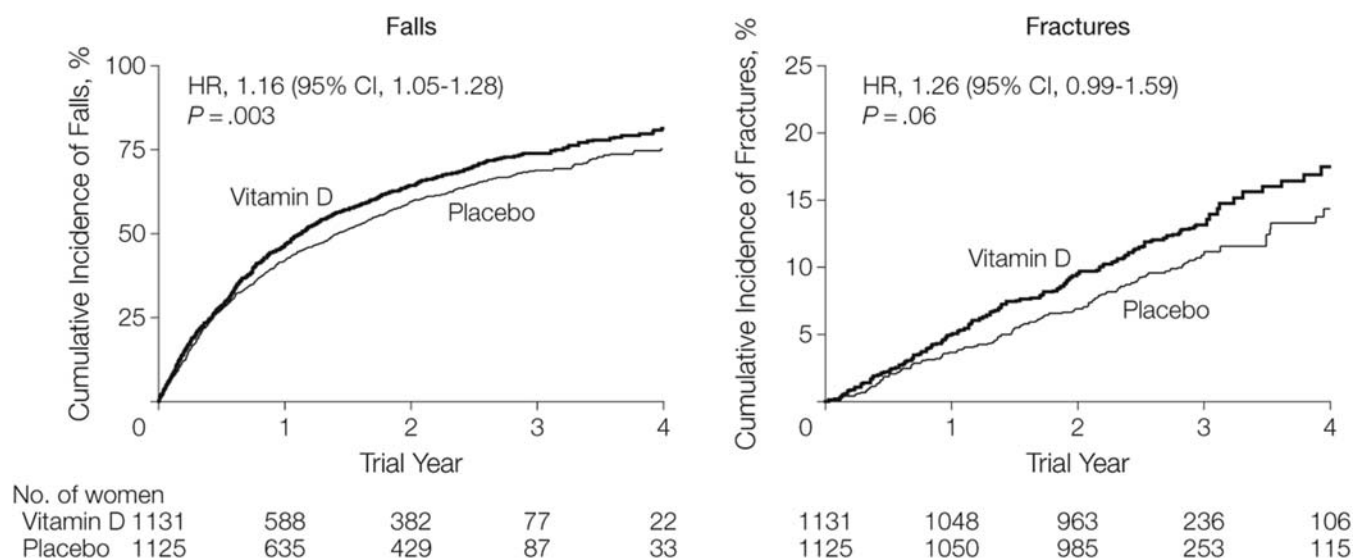 Falls
Cumulative Incidence of Falls, %
100
75
50
25
0
HR, 1.16 (95% CI, 1.05-1.28)
P = .003
Vitamin D
Placebo
1 2 3 4
Trial Year
Fractures
Cumulative Incidence of Fractures, %
25
20
15
10
5
0
HR, 1.26 (95% CI, 0.99-1.59)
P = .06
Vitamin D
Placebo
1 2 3 4
Trial Year
No. of women
Vitamin D 1131 588 382 77 22 1131 1048 963 236 106
Placebo 1125 635 429 87 33 1125 1050 985 253 115